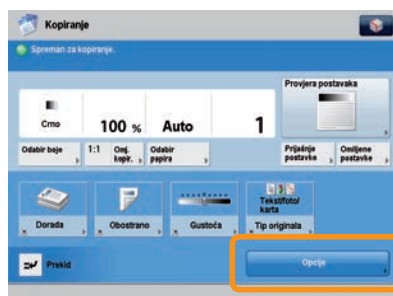 Kopiranje
Spreman za kopiranje.
Provjera postavaka
Crno
100 %
Auto
1
Odabir boje
1:1
Omj. kopir.
Odabir papira
Prijašnje postavke
Omiljene postavke
Dorada
Obostrano
Gustoća
Tekst/foto/
karta
Tip originala
Prekid
Opcije